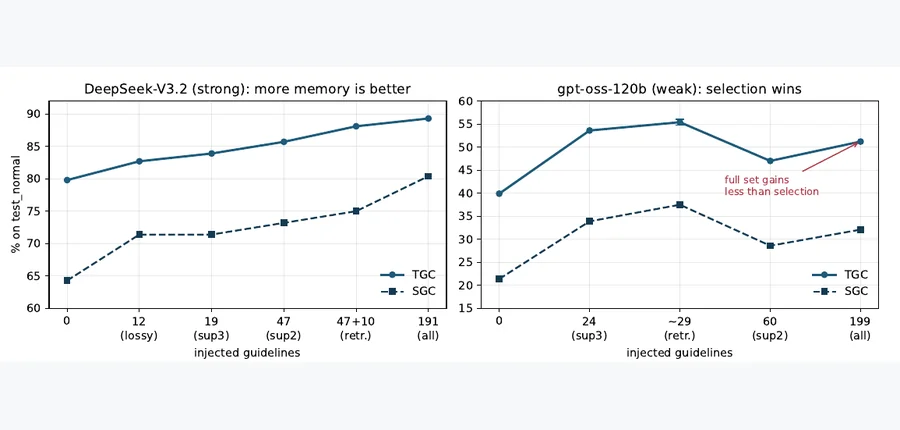 DeepSeek-V3.2 (strong): more memory is better
% on test_normal
90
85
80
75
70
65
60
TGC
SGC
0 12 19 47 47+10 191
(lossy) (sup3) (sup2) (retr.) (all)
injected guidelines
gpt-oss-120b (weak): selection wins
60
55
50
45
40
35
30
25
20
15
full set gains
less than selection
TGC
SGC
0 24 ~29 60 199
(sup3) (retr.) (sup2) (all)
injected guidelines